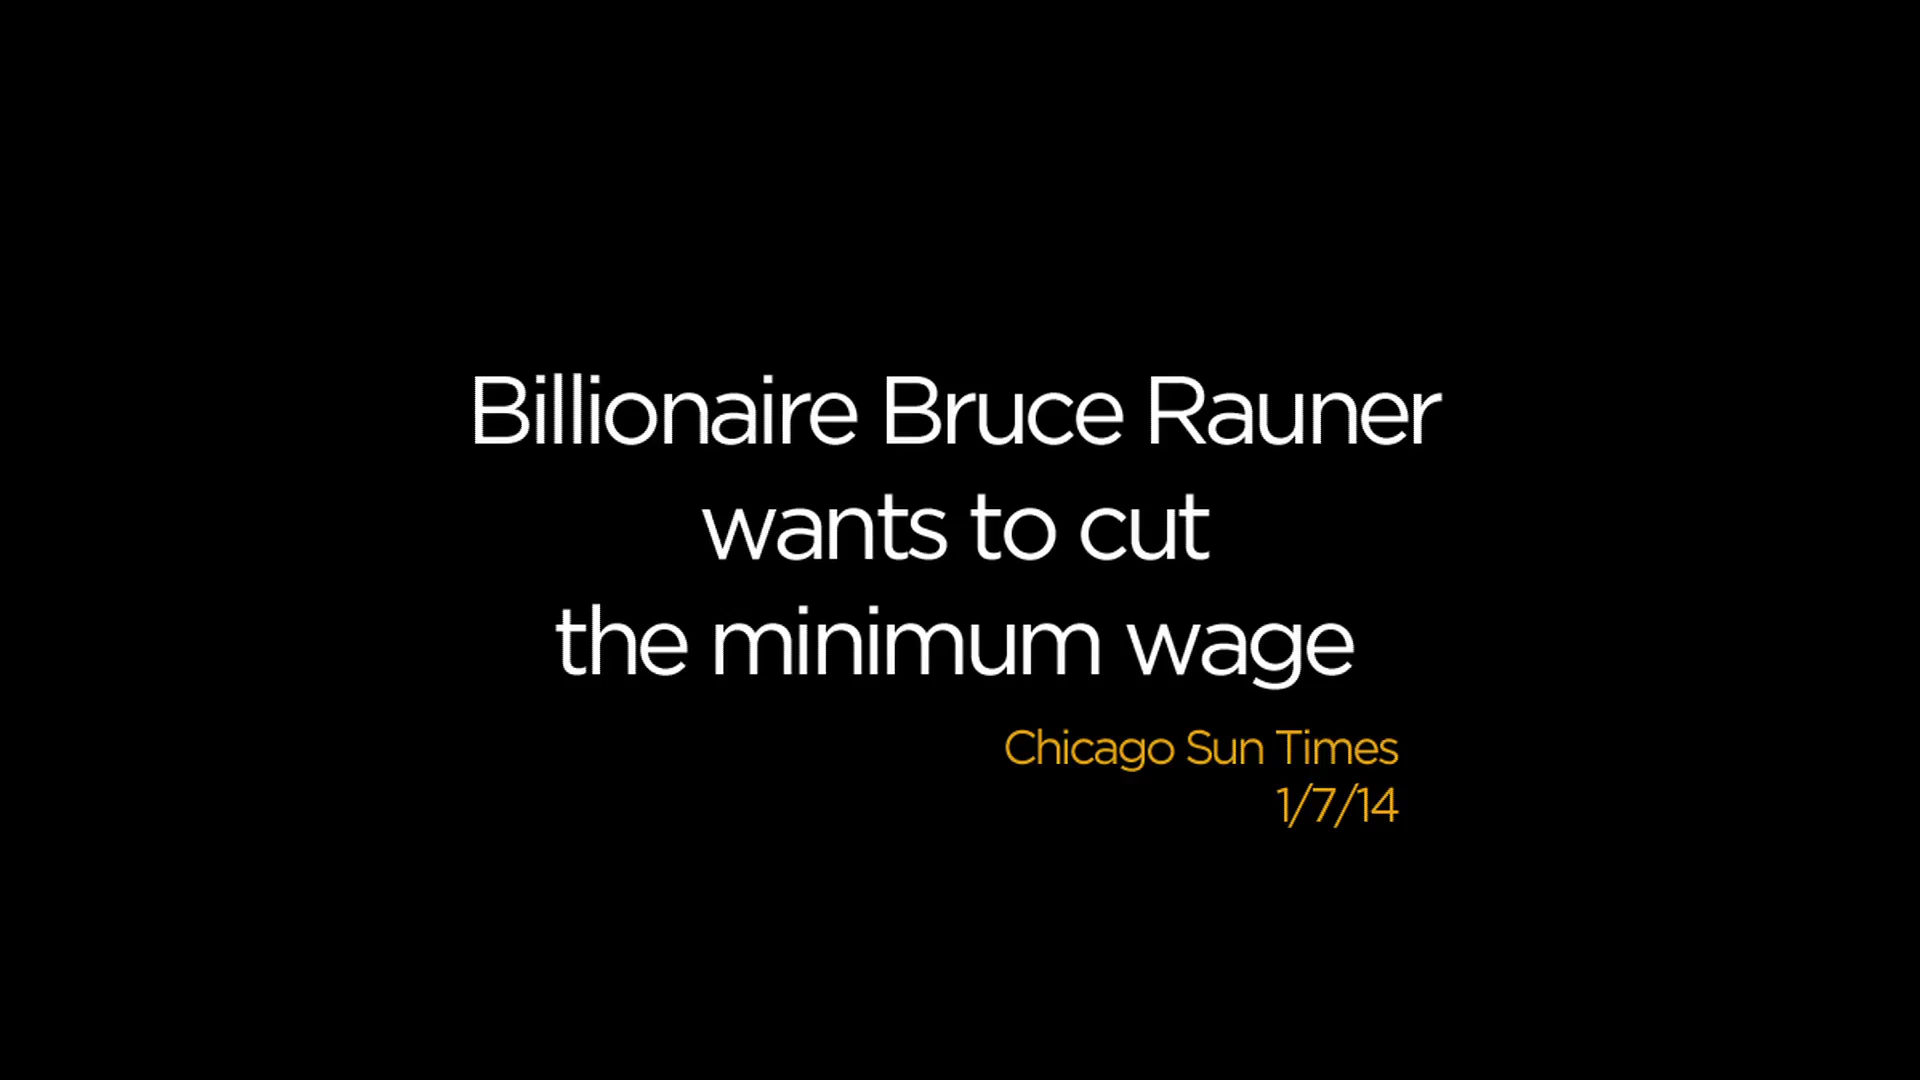 Billionaire Bruce Rauner
wants to cut
the minimum wage
Chicago Sun Times
1/7/14